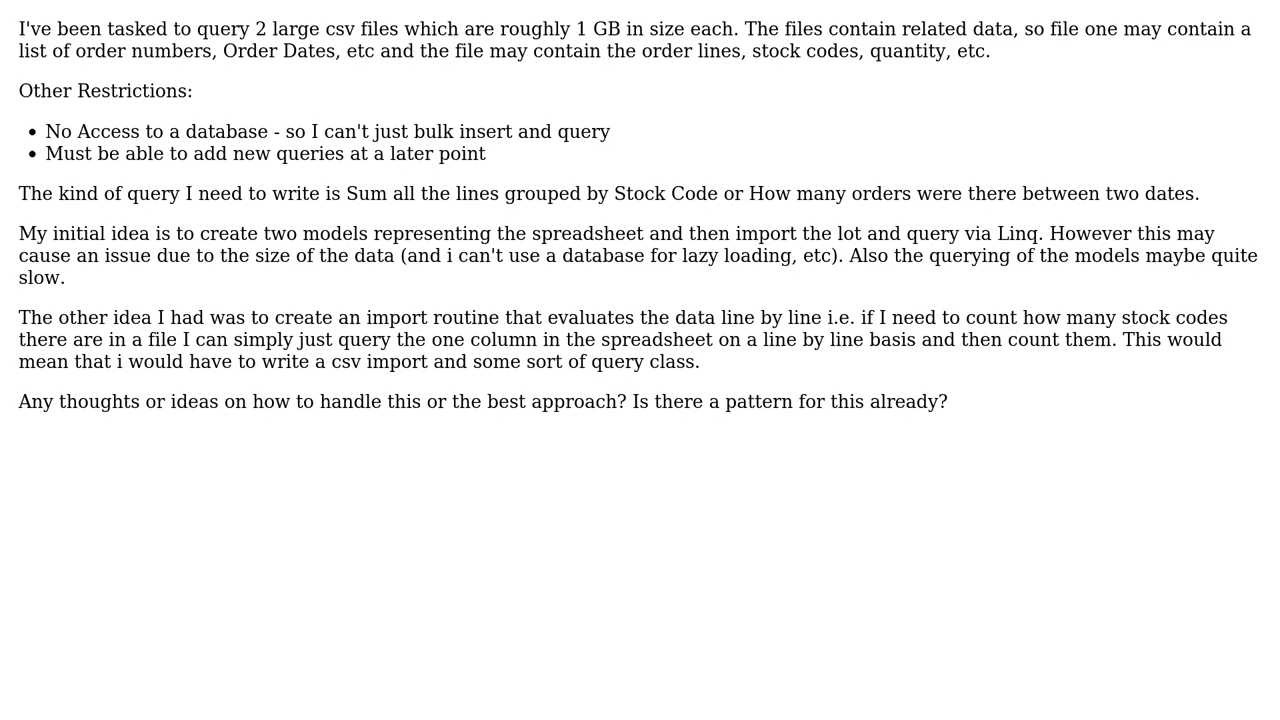 I've been tasked to query 2 large csv files which are roughly 1 GB in size each. The files contain related data, so file one may contain a
list of order numbers, Order Dates, etc and the file may contain the order lines, stock codes, quantity, etc.
Other Restrictions:
• No Access to a database - so I can't just bulk insert and query
• Must be able to add new queries at a later point
The kind of query I need to write is Sum all the lines grouped by Stock Code or How many orders were there between two dates.
My initial idea is to create two models representing the spreadsheet and then import the lot and query via Linq. However this may
cause an issue due to the size of the data (and i can't use a database for lazy loading, etc). Also the querying of the models maybe quite
slow.
The other idea I had was to create an import routine that evaluates the data line by line i.e. if I need to count how many stock codes
there are in a file I can simply just query the one column in the spreadsheet on a line by line basis and then count them. This would
mean that i would have to write a csv import and some sort of query class.
Any thoughts or ideas on how to handle this or the best approach? Is there a pattern for this already?